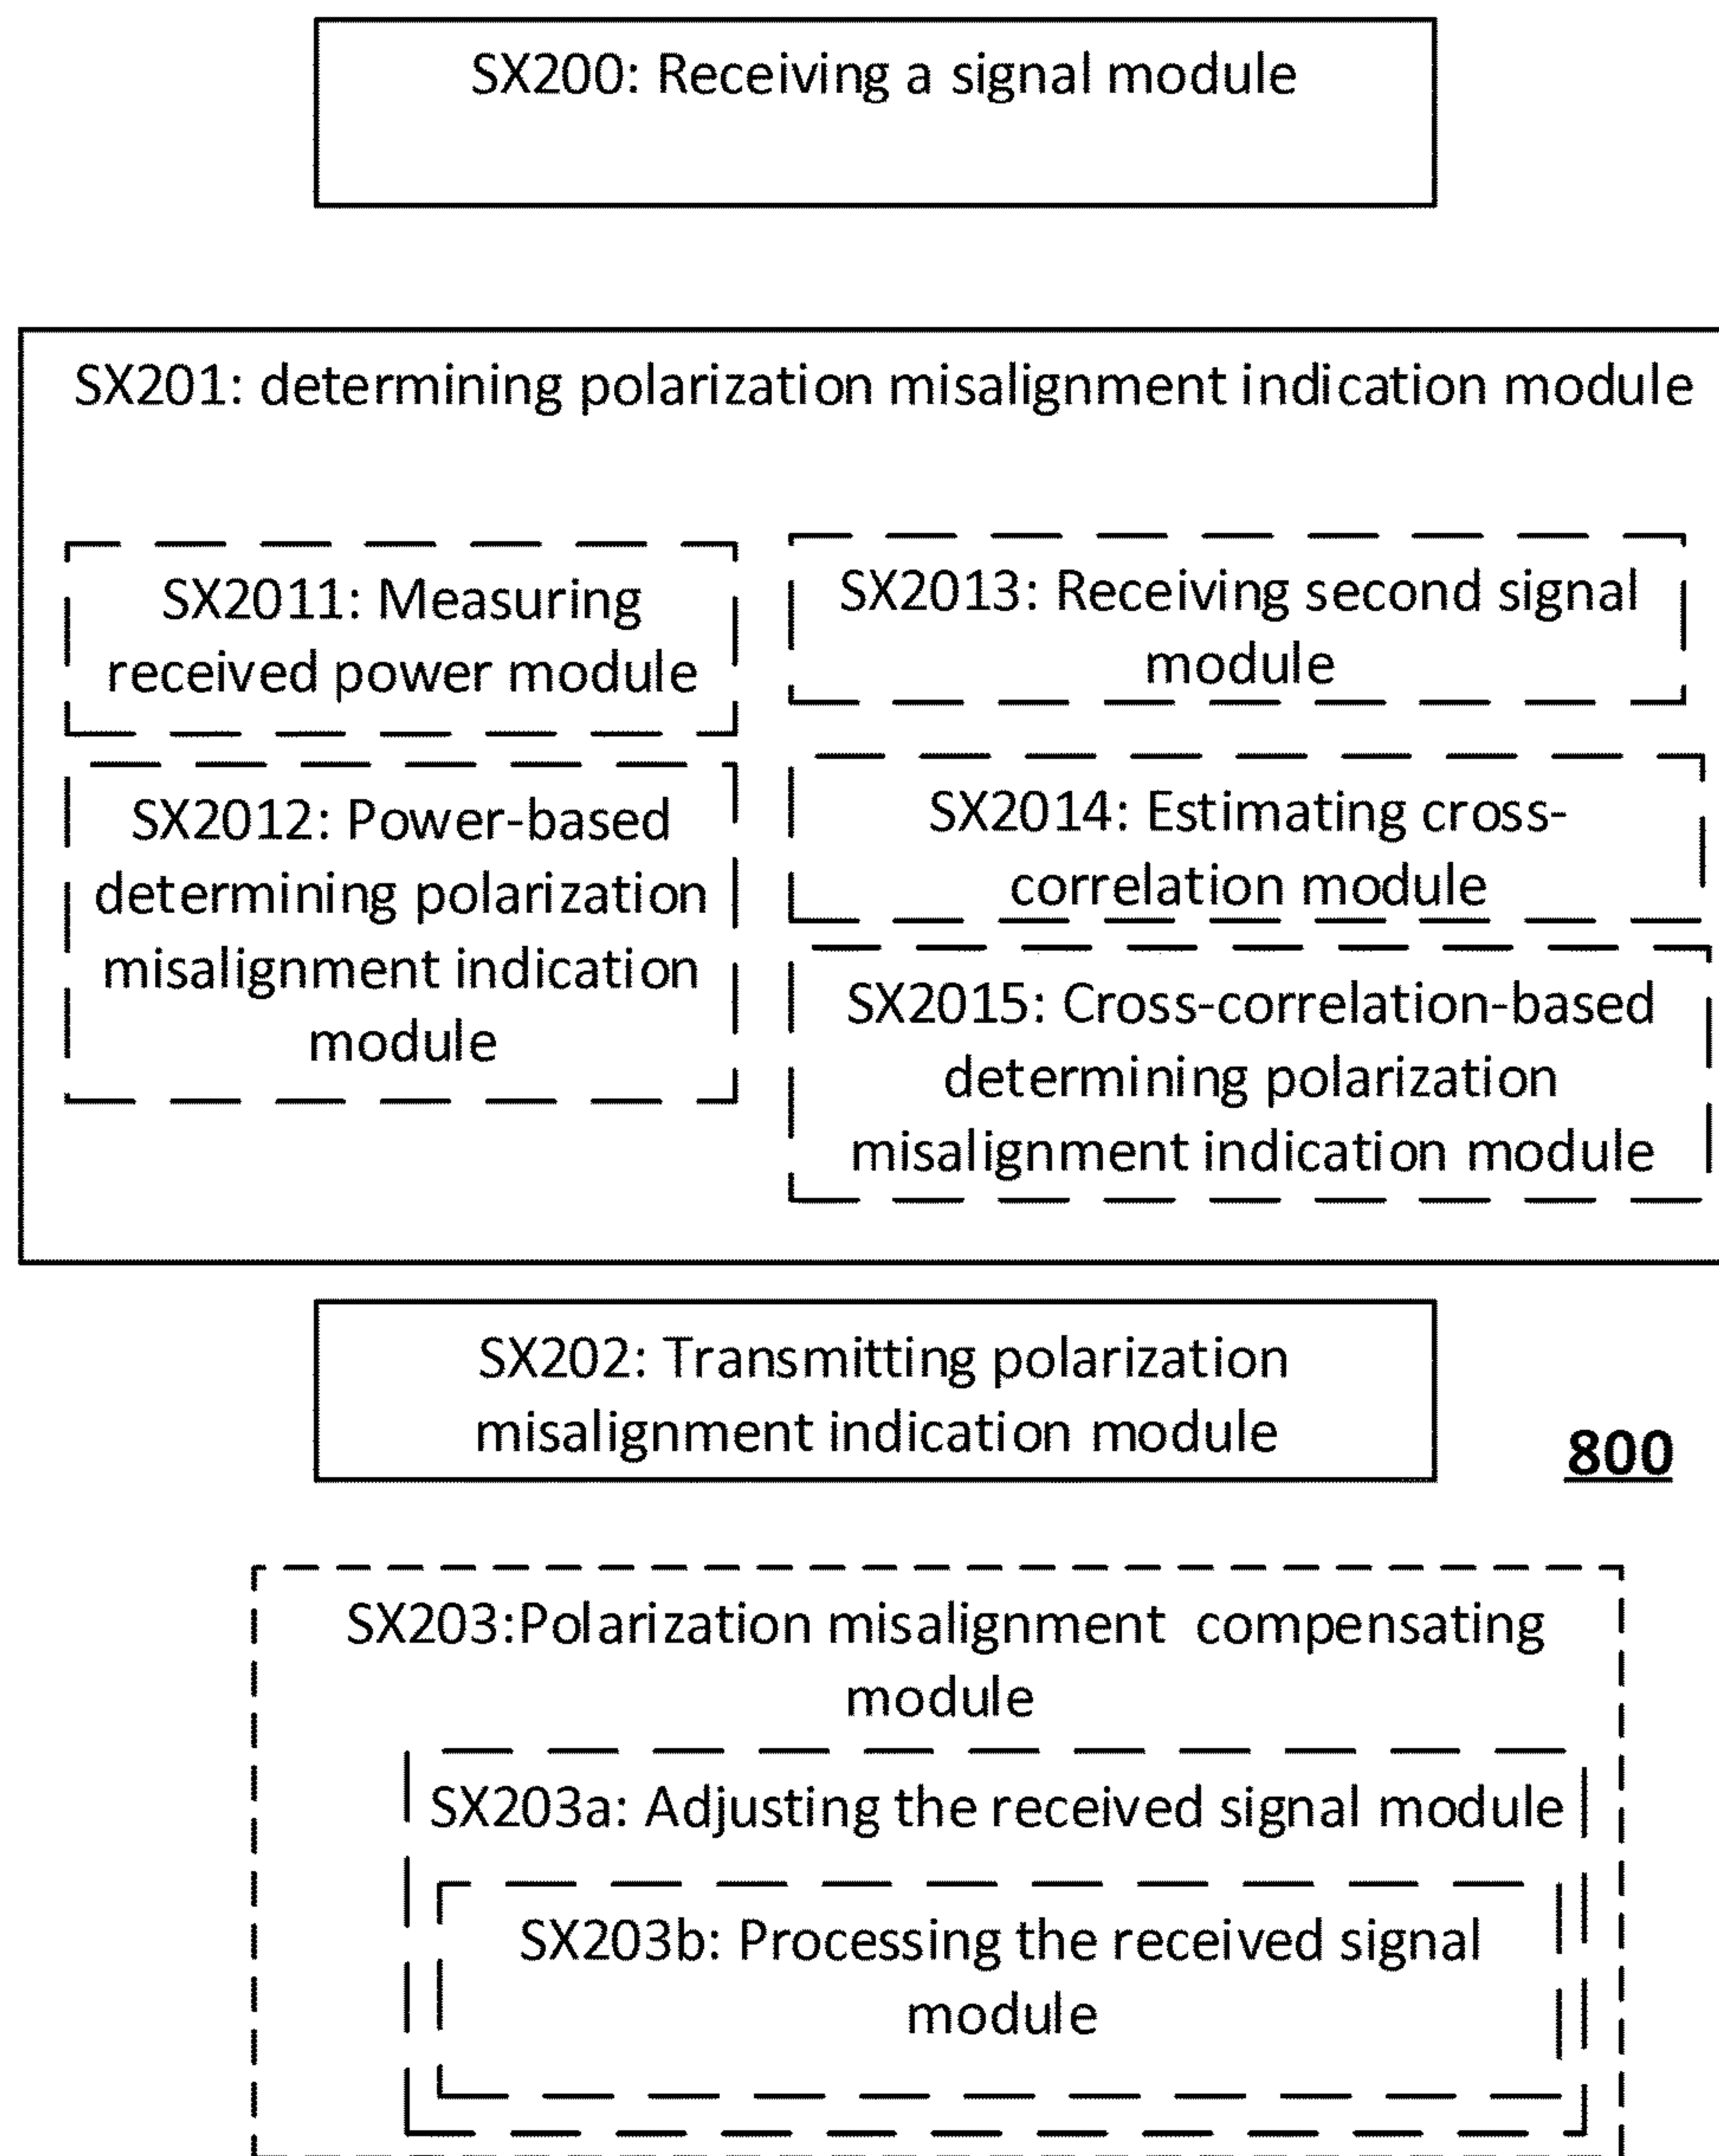 SX200: Receiving a signal module
SX201: determining polarization misalignment indication module
SX2011: Measuring
received power module
SX2012: Power-based
determining polarization
misalignment indication
module
SX2013: Receiving second signal
module
SX2014: Estimating cross-
correlation module
SX2015: Cross-correlation-based
determining polarization
misalignment indication module
SX202: Transmitting polarization
misalignment indication module
800
SX203:Polarization misalignment compensating
module
SX203a: Adjusting the received signal module
SX203b: Processing the received signal
module